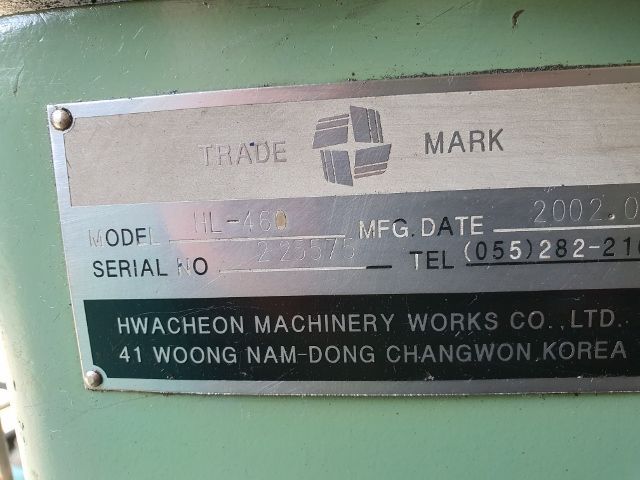 TRADE MARK
MODEL HL-460 MFG. DATE 2002.0
SERIAL NO TEL (055)282-21
HWACHEON MACHINERY WORKS CO.,LTD.
41 WOONG NAM-DONG CHANGWON,KOREA